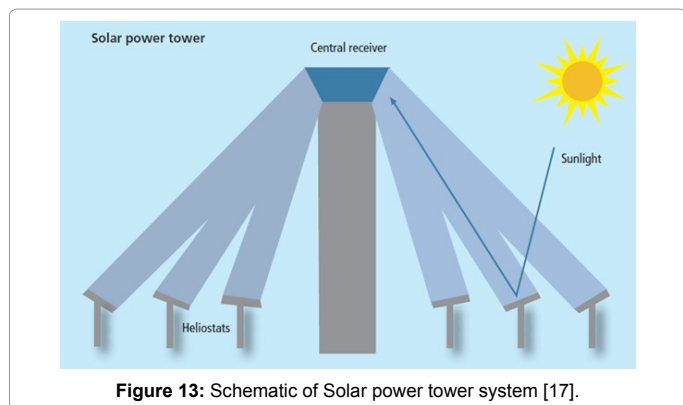 Solar power tower
Central receiver
Sunlight
Heliostats
Figure 13: Schematic of Solar power tower system [17].